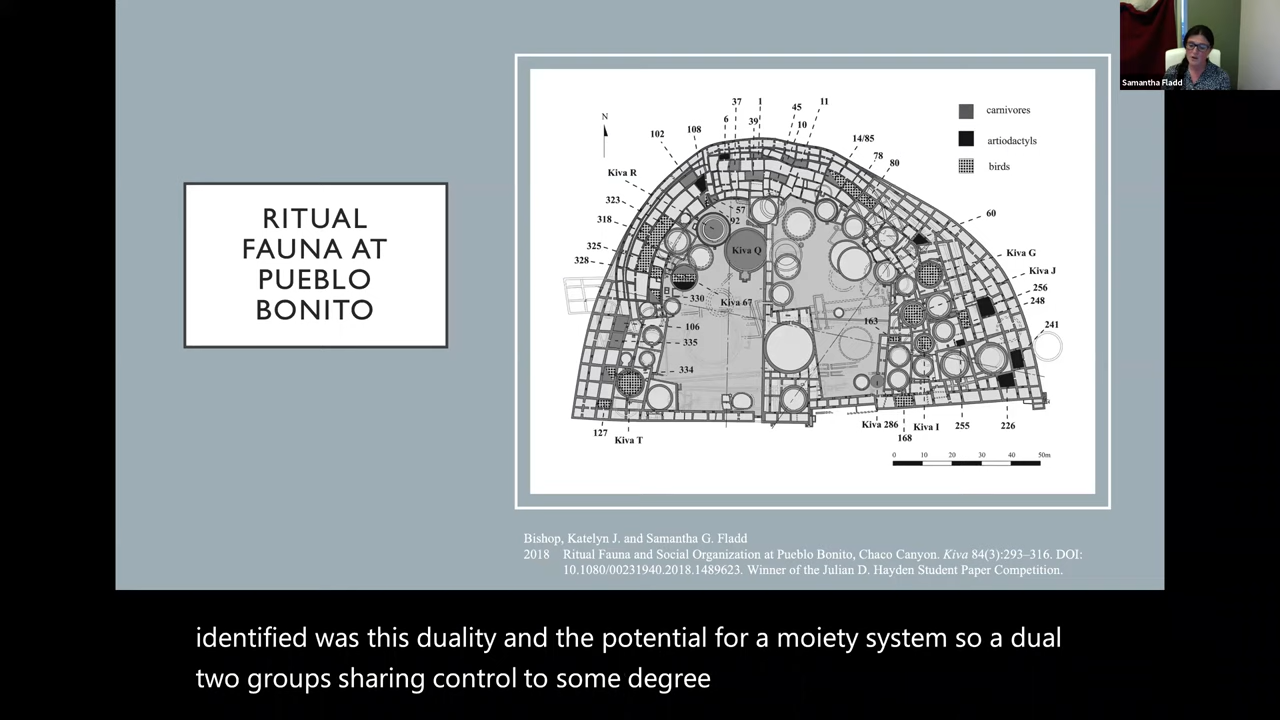 RITUAL
FAUNA AT
PUEBLO
BONITO
N
102
108
6
37
1
39
45
10
11
14/85
78
80
60
carnivores
artiodactyls
birds
Kiva R
323
318
325
328
57
92
Kiva Q
Kiva 67
330
106
335
334
163
Kiva G
Kiva J
256
248
241
127
Kiva T
Kiva 286
168
Kiva I
255
226
0 10 20 30 40 50m
Bishop, Katelyn J. and Samantha G. Fladd
2018 Ritual Fauna and Social Organization at Pueblo Bonito, Chaco Canyon. Kiva 84(3):293–316. DOI:
10.1080/00231940.2018.1489623. Winner of the Julian D. Hayden Student Paper Competition.
Samantha Fladd
identified was this duality and the potential for a moiety system so a dual
two groups sharing control to some degree